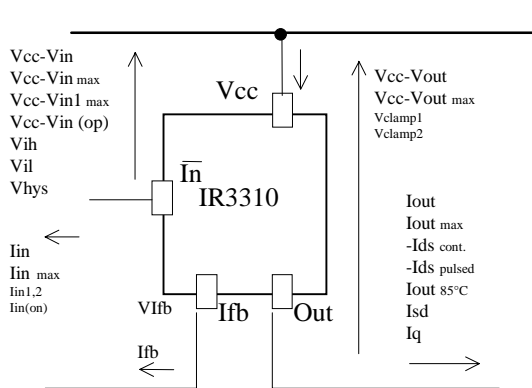 Vcc-Vin
Vcc-Vin max
Vcc-Vin1 max
Vcc-Vin (op)
Vih
Vil
Vhys
Iin
Iin max
Iin1,2
Iin(on)
Vcc
In
IR3310
VIfb
Ifb
Out
Ifb
Vcc-Vout
Vcc-Vout max
Vclamp1
Vclamp2
Iout
Iout max
-Ids cont.
-Ids pulsed
Iout 85°C
Isd
Iq